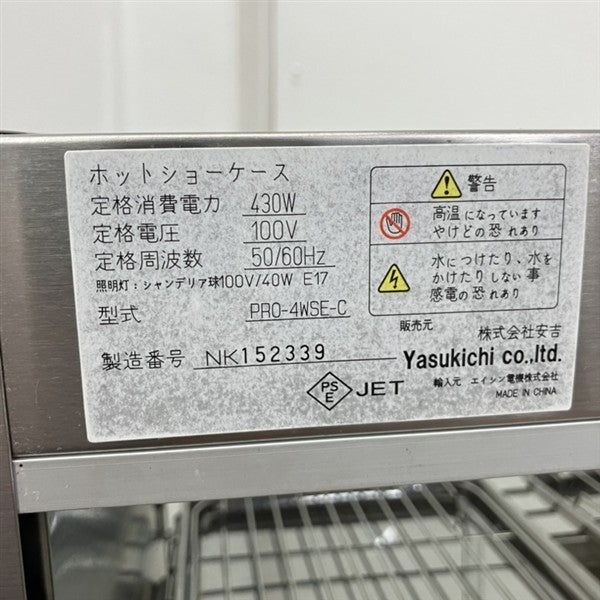 ホットショーケース
定格消費電力 430W
定格電圧 100V
定格周波数 50/60Hz
照明灯:シャンデリア球100V/40W E17
型式 PRO-4WSE-C
製造番号 NK152339
PS E JET
警告
高温になっています
やけどの恐れあり
水につけたり、水を
かけたりしない事
感電の恐れあり
販売元
株式会社安吉
Yasukichi co.,ltd.
輸入元 エイシン電機株式会社
MADE IN CHINA